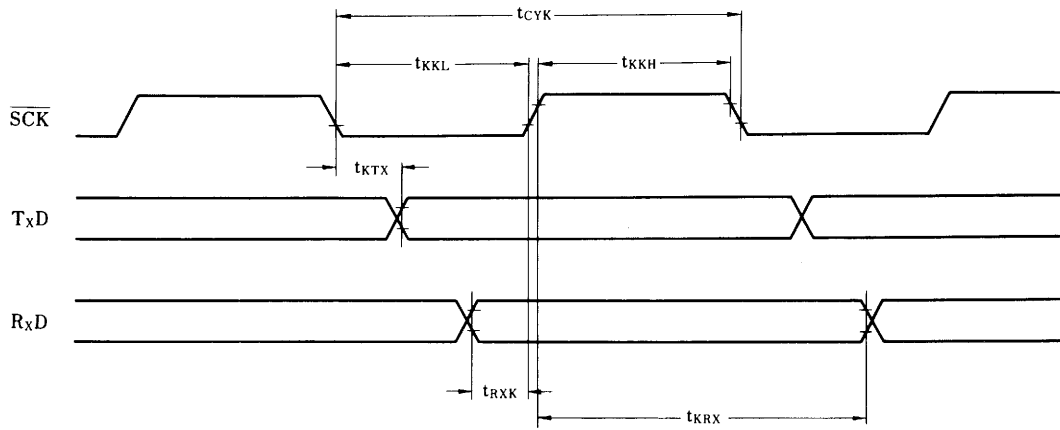 tCYK
tKKL tKKH
SCK
tKTX
TXD
RXD
tRXK
tKRX